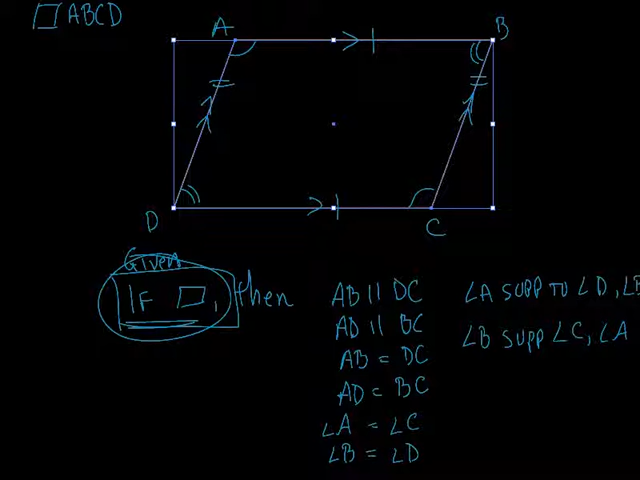 ▱ABCD
A
B
D
C
Given
IF ▱, then
AB || DC
∠A SUPP TO ∠D, ∠B
AD || BC
∠B SUPP ∠C, ∠A
AB = DC
AD = BC
∠A = ∠C
∠B = ∠D